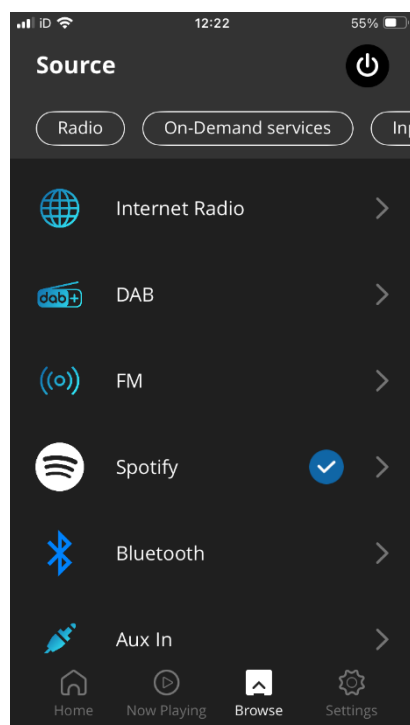 iD 12:22 55%
Source
Radio On-Demand services
Internet Radio
dab+ DAB
FM
Spotify
Bluetooth
Aux In
Home Now Playing Browse Settings